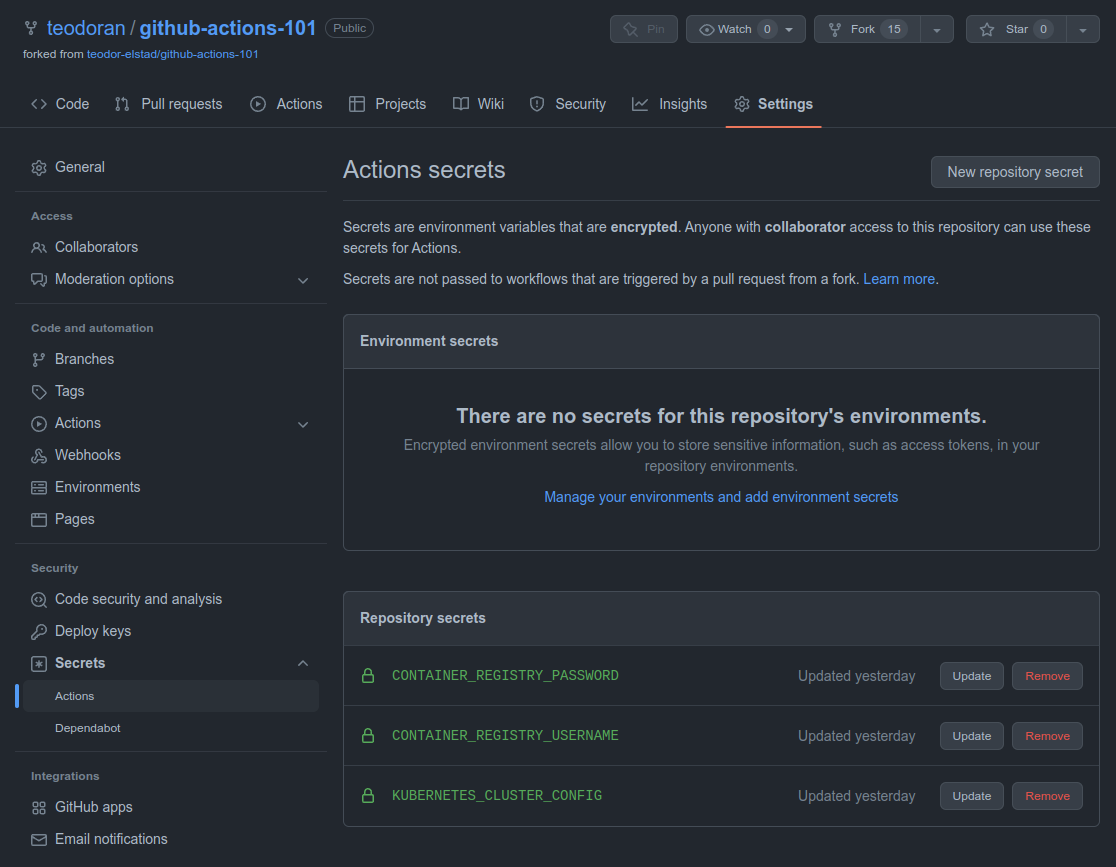 teodoran / github-actions-101 Public Pin Watch 0 Fork 15 Star 0
forked from teodor-elstad/github-actions-101
Code Pull requests Actions Projects Wiki Security Insights Settings
General
Access
Collaborators
Moderation options
Code and automation
Branches
Tags
Actions
Webhooks
Environments
Pages
Security
Code security and analysis
Deploy keys
Secrets
Actions
Dependabot
Integrations
GitHub apps
Email notifications
Actions secrets New repository secret
Secrets are environment variables that are encrypted. Anyone with collaborator access to this repository can use these
secrets for Actions.
Secrets are not passed to workflows that are triggered by a pull request from a fork. Learn more.
Environment secrets
There are no secrets for this repository's environments.
Encrypted environment secrets allow you to store sensitive information, such as access tokens, in your
repository environments.
Manage your environments and add environment secrets
Repository secrets
CONTAINER_REGISTRY_PASSWORD Updated yesterday Update Remove
CONTAINER_REGISTRY_USERNAME Updated yesterday Update Remove
KUBERNETES_CLUSTER_CONFIG Updated yesterday Update Remove